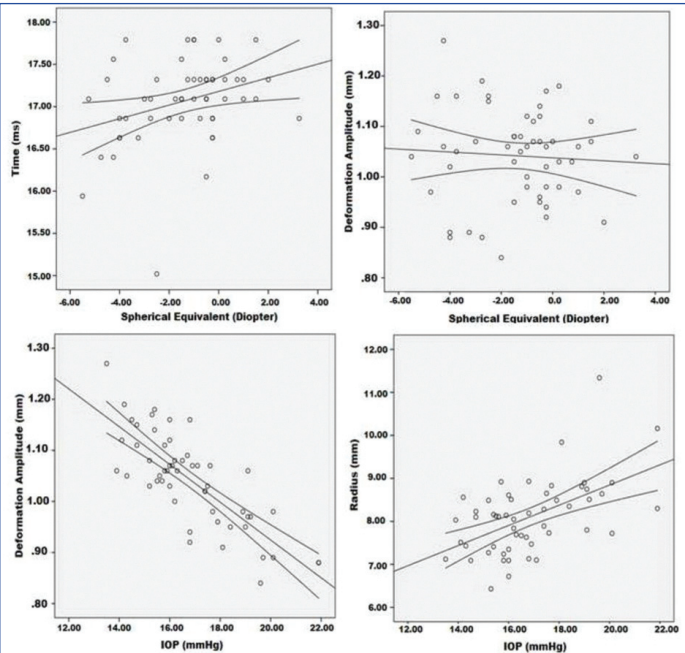 18.00
17.50
17.00
16.50
16.00
15.50
15.00
Time (ms)
-6.00 -4.00 -2.00 0.00 2.00 4.00
Spherical Equivalent (Diopter)
1.30
1.20
1.10
1.00
.90
.80
Deformation Amplitude (mm)
-6.00 -4.00 -2.00 0.0 0.2 4.00
Spherical Equivalent (Diopter)
1.30
1.20
1.10
1.00
.90
.80
Deformation Amplitude (mm)
12.00 14.00 16.00 18.00 20.00 22.00
IOP (mmHg)
12.00
11.00
10.00
9.00
8.00
7.00
6.00
Radius (mm)
12.00 14.00 16.00 18.00 20.00 22.00
IOP (mmHg)